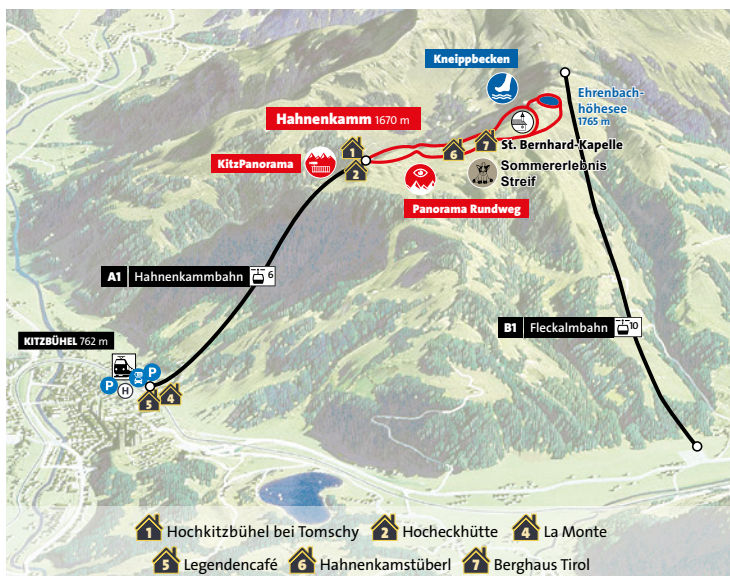 Kneippbecken
Ehrenbach-
höhesee
1765 m
Hahnenkamm 1670 m
1
7
St. Bernhard-Kapelle
6
KitzPanorama
2
Sommererlebnis
Streif
Panorama Rundweg
A1 Hahnenkammbahn 6
B1 Fleckalmbahn 10
KITZBÜHEL 762 m
P
P
H
5
4
1 Hochkitzbühel bei Tomschy 2 Hocheckhütte 4 La Monte
5 Legendencafé 6 Hahnenkamstüberl 7 Berghaus Tirol